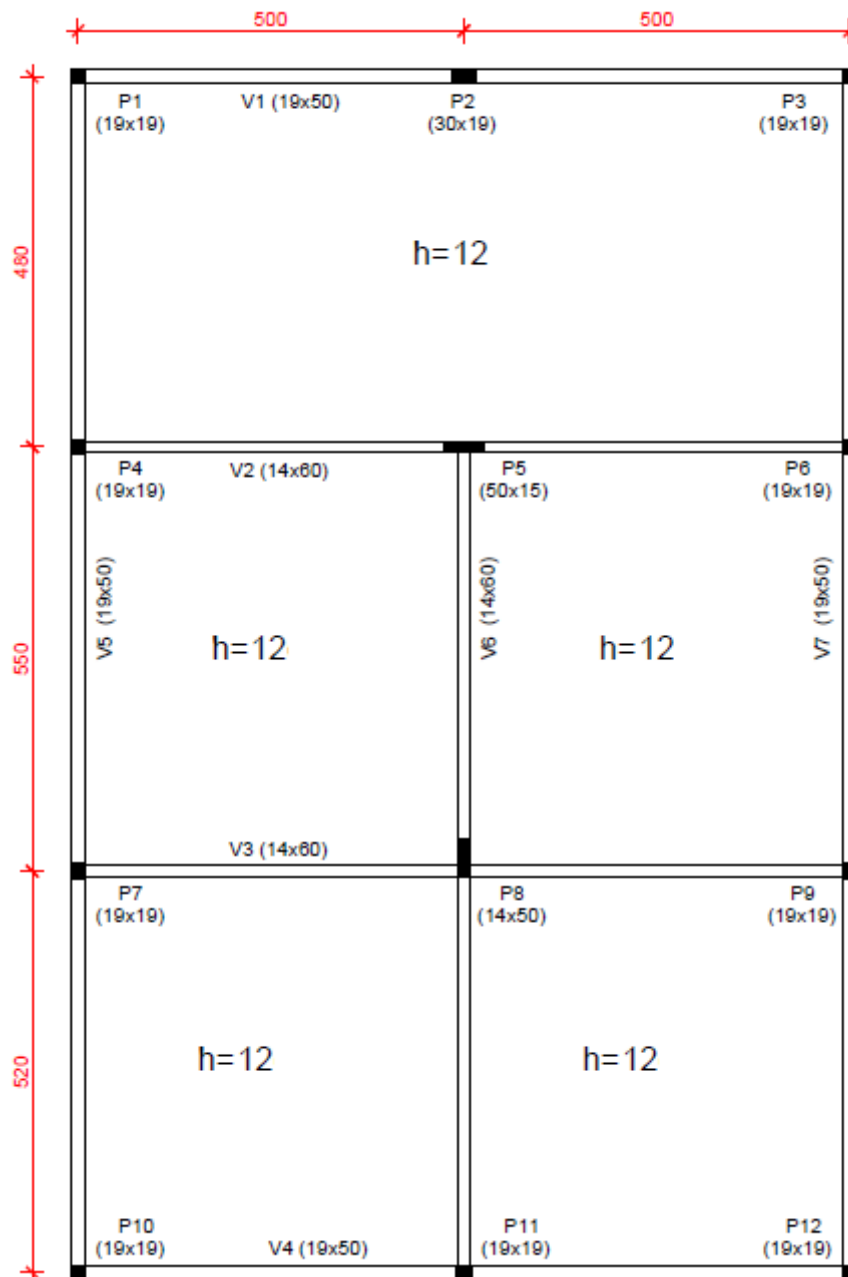 500 500
P1 V1 (19x50) P2 P3
(19x19) (30x19) (19x19)
480
h=12
P4 V2 (14x60) P5 P6
(19x19) (50x15) (19x19)
V5 (19x50)
V6 (14x60)
V7 (19x50)
550
h=12 h=12
V3 (14x60)
P7 P8 P9
(19x19) (14x50) (19x19)
520
h=12 h=12
P10 P11 P12
(19x19) V4 (19x50) (19x19) (19x19)